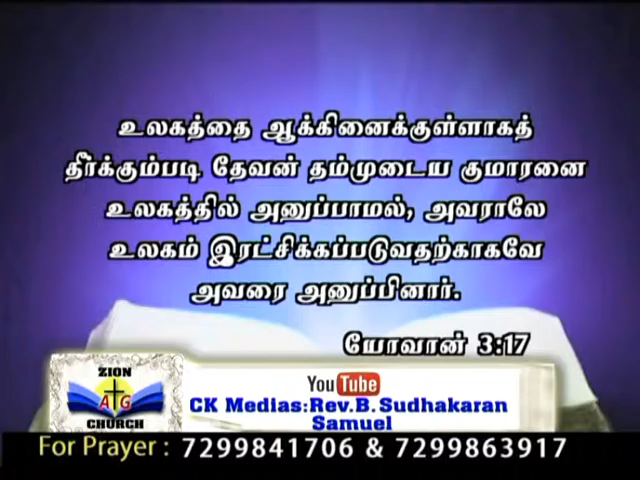 உலகத்தை ஆக்கினைக்குள்ளாகத்
தீர்க்கும்படி தேவன் தம்முடைய குமாரனை
உலகத்தில் அனுப்பாமல், அவராலே
உலகம் இரட்சிக்கப்படுவதற்காகவே
அவரை அனுப்பினார்.
யோவான் 3:17
ZION
AG
CHURCH
YouTube
CK Medias:Rev.B.Sudhakaran
Samuel
For Prayer : 7299841706 & 7299863917